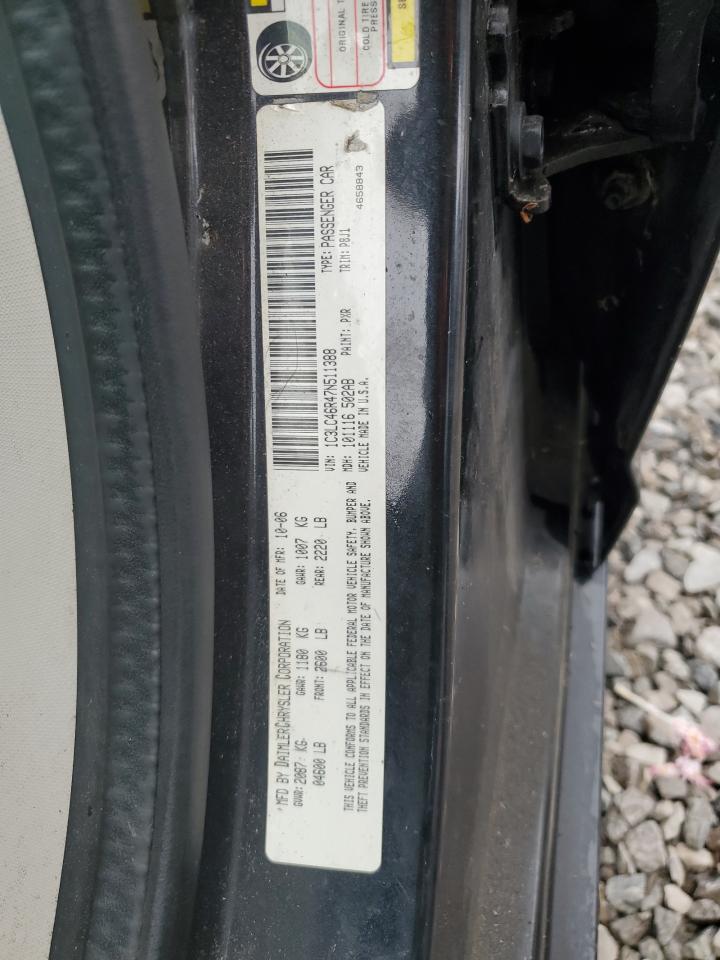 ORIGINAL T
COLD TIRE
PRESS
SE
MFD BY DAIMLERCHRYSLER CORPORATION
DATE OF MFR: 10-06
GVWR: 2087 KG
GAWR: 1180 KG
GAWR: 1007 KG
04600 LB
FRONT: 2600 LB
REAR: 2220 LB
VIN: 1C3LC46R47N511388
TYPE: PASSENGER CAR
MDH: 101116 502AB
PAINT: PXR
TRIM: PBJ1
4658843
THIS VEHICLE CONFORMS TO ALL APPLICABLE FEDERAL MOTOR VEHICLE SAFETY, BUMPER AND
THEFT PREVENTION STANDARDS IN EFFECT ON THE DATE OF MANUFACTURE SHOWN ABOVE.
VEHICLE MADE IN U.S.A.